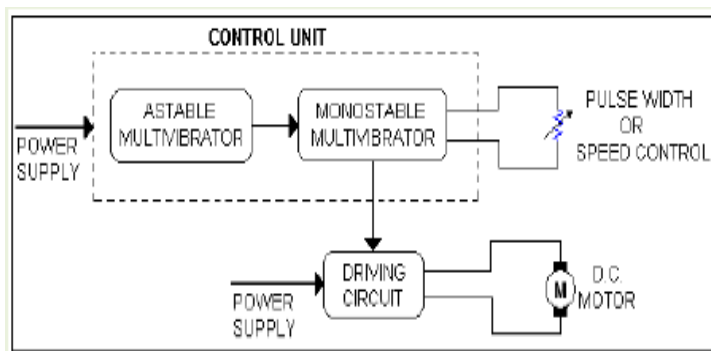 CONTROL UNIT
ASTABLE
MULTIVIBRATOR
MONOSTABLE
MULTIVIBRATOR
PULSE WIDTH
OR
SPEED CONTROL
POWER
SUPPLY
DRIVING
CIRCUIT
M
D.C.
MOTOR
POWER
SUPPLY